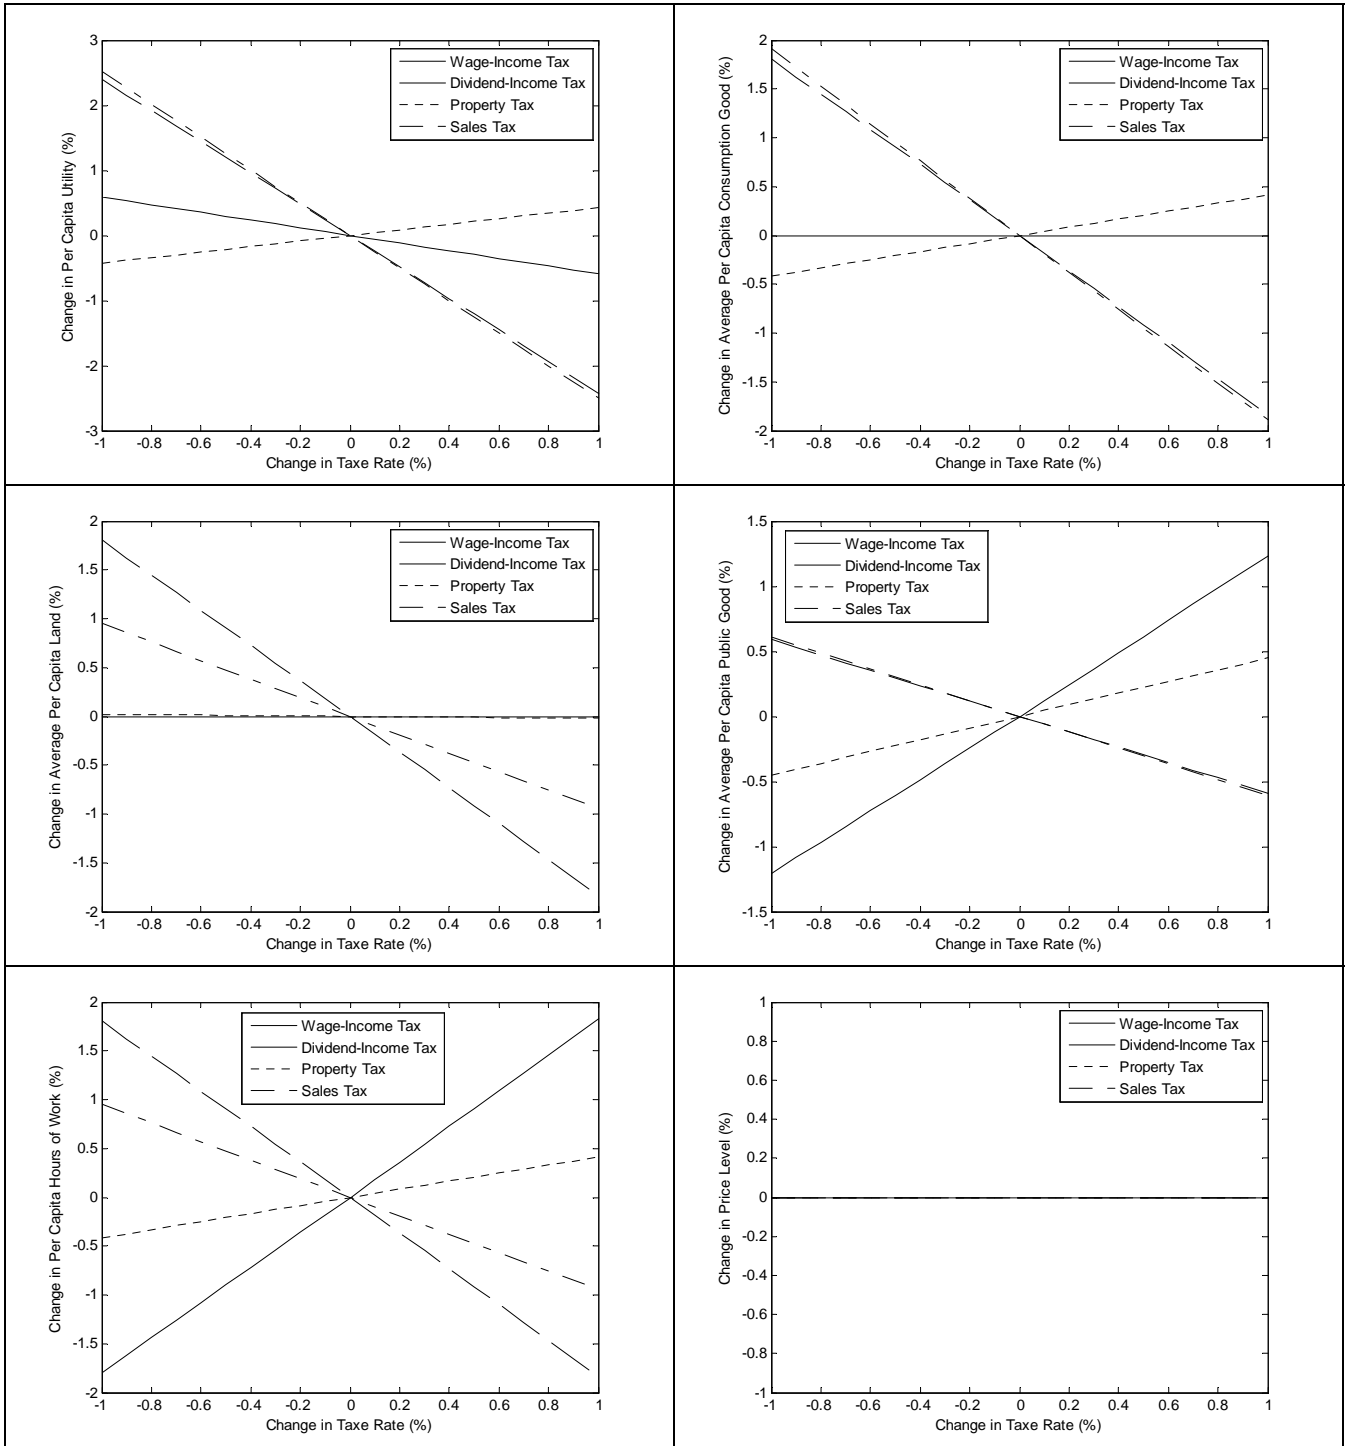 Change in Per Capita Utility (%)
3
2
1
0
-1
-2
-3
Wage-Income Tax
Dividend-Income Tax
Property Tax
Sales Tax
-1 -0.8 -0.6 -0.4 -0.2 0 0.2 0.4 0.6 0.8 1
Change in Taxe Rate (%)
Change in Average Per Capita Consumption Good (%)
2
1.5
1
0.5
0
-0.5
-1
-1.5
-2
Wage-Income Tax
Dividend-Income Tax
Property Tax
Sales Tax
-1 -0.8 -0.6 -0.4 -0.2 0 0.2 0.4 0.6 0.8 1
Change in Taxe Rate (%)
Change in Average Per Capita Land (%)
2
1.5
1
0.5
0
-0.5
-1
-1.5
-2
Wage-Income Tax
Dividend-Income Tax
Property Tax
Sales Tax
-1 -0.8 -0.6 -0.4 -0.2 0 0.2 0.4 0.6 0.8 1
Change in Taxe Rate (%)
Change in Average Per Capita Public Good (%)
1.5
1
0.5
0
-0.5
-1
-1.5
Wage-Income Tax
Dividend-Income Tax
Property Tax
Sales Tax
-1 -0.8 -0.6 -0.4 -0.2 0 0.2 0.4 0.6 0.8 1
Change in Taxe Rate (%)
Change in Per Capita Hours of Work (%)
2
1.5
1
0.5
0
-0.5
-1
-1.5
-2
Wage-Income Tax
Dividend-Income Tax
Property Tax
Sales Tax
-1 -0.8 -0.6 -0.4 -0.2 0 0.2 0.4 0.6 0.8 1
Change in Taxe Rate (%)
Change in Price Level (%)
1
0.8
0.6
0.4
0.2
0
-0.2
-0.4
-0.6
-0.8
-1
Wage-Income Tax
Dividend-Income Tax
Property Tax
Sales Tax
-1 -0.8 -0.6 -0.4 -0.2 0 0.2 0.4 0.6 0.8 1
Change in Taxe Rate (%)